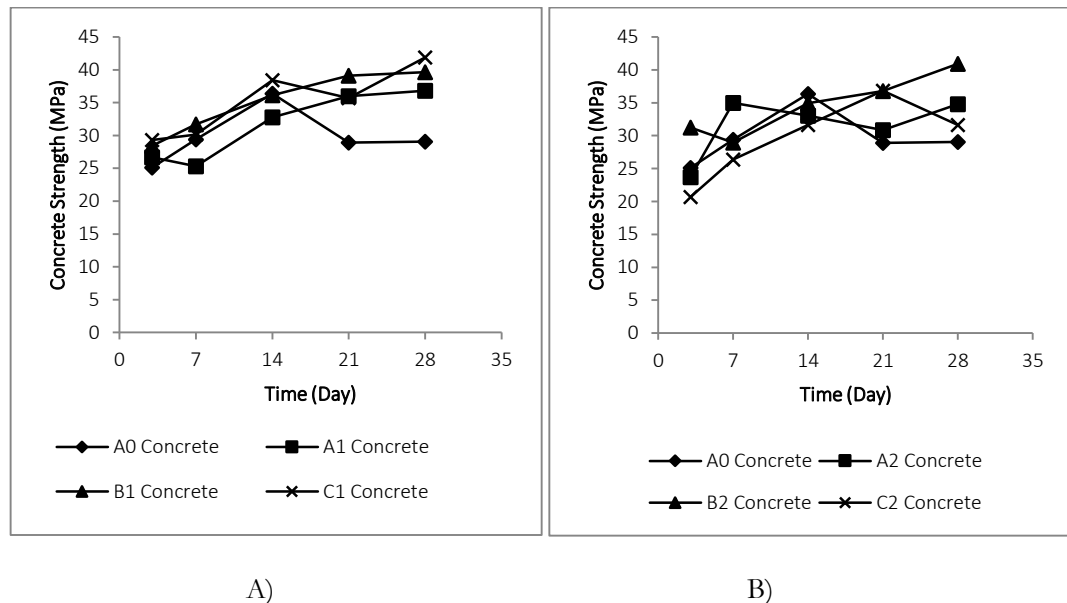 45
40
35
30
25
20
15
10
5
0
Concrete Strength (MPa)
0 7 14 21 28 35
Time (Day)
A0 Concrete A1 Concrete
B1 Concrete C1 Concrete
45
40
35
30
25
20
15
10
5
0
Concrete Strength (MPa)
0 7 14 21 28 35
Time (Day)
A0 Concrete A2 Concrete
B2 Concrete C2 Concrete
A) B)